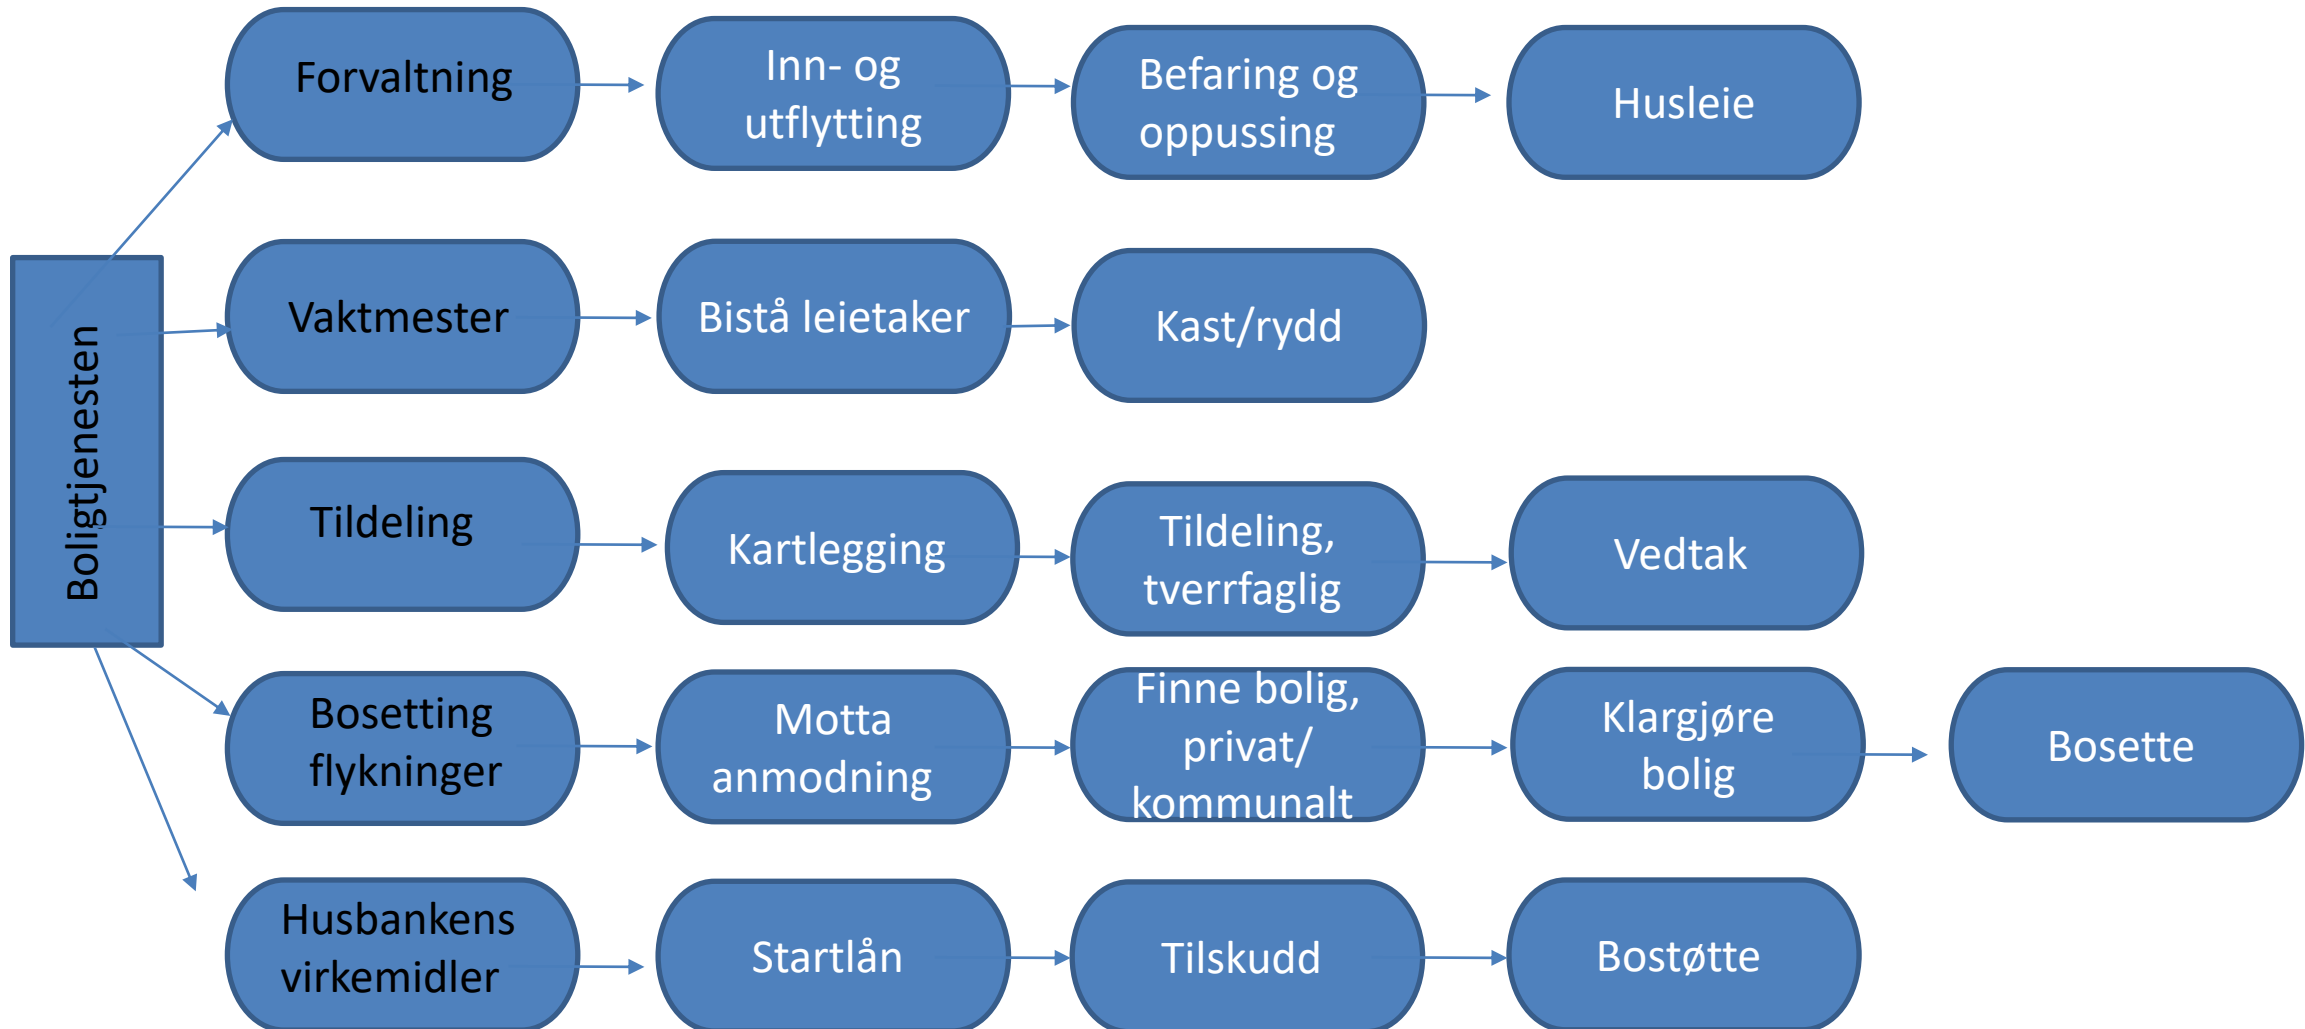 Forvaltning
Inn- og
utflytting
Befaring og
oppussing
Husleie
Boligtjenesten
Vaktmester
Bistå leietaker
Kast/rydd
Tildeling
Kartlegging
Tildeling,
tverrfaglig
Vedtak
Bosetting
flykninger
Motta
anmodning
Finne bolig,
privat/
kommunalt
Klargjøre
bolig
Bosette
Husbankens
virkemidler
Startlån
Tilskudd
Bostøtte